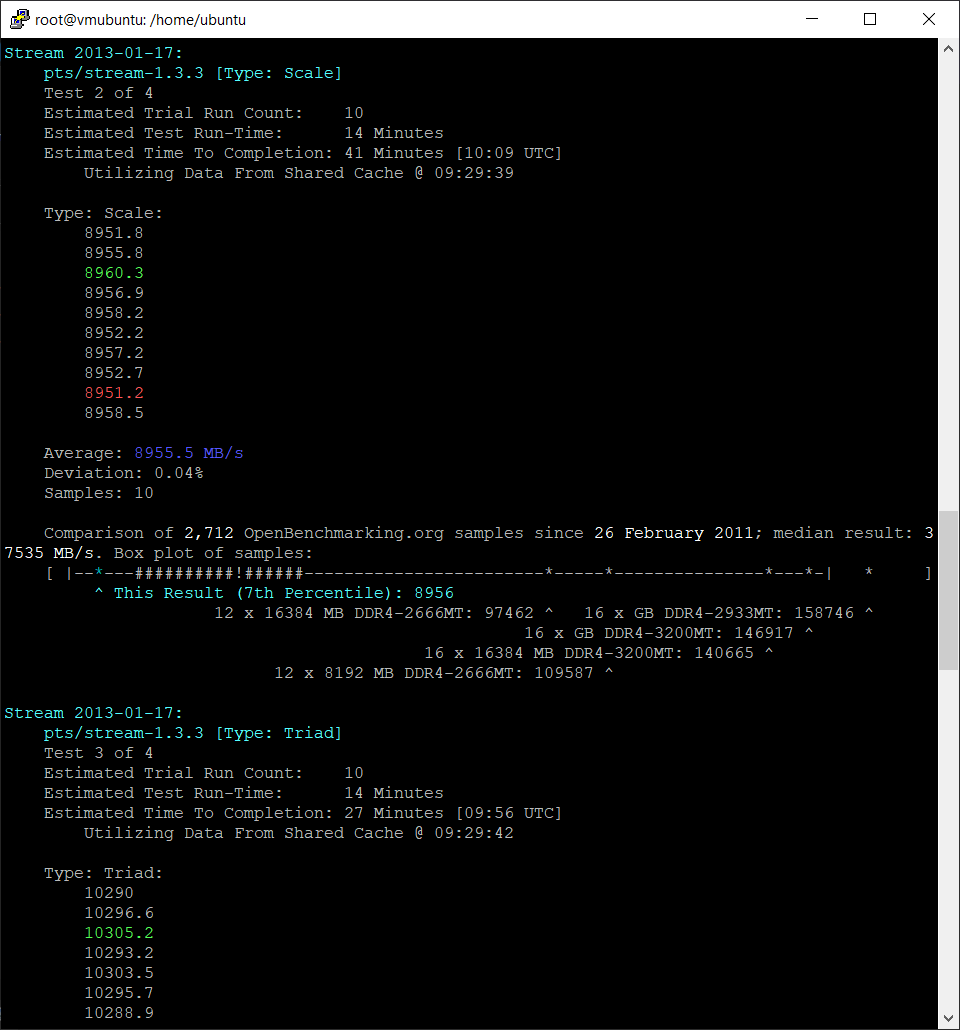 root@vmubuntu: /home/ubuntu
Stream 2013-01-17:
pts/stream-1.3.3 [Type: Scale]
Test 2 of 4
Estimated Trial Run Count: 10
Estimated Test Run-Time: 14 Minutes
Estimated Time To Completion: 41 Minutes [10:09 UTC]
Utilizing Data From Shared Cache @ 09:29:39
Type: Scale:
8951.8
8955.8
8960.3
8956.9
8958.2
8952.2
8957.2
8952.7
8951.2
8958.5
Average: 8955.5 MB/s
Deviation: 0.04%
Samples: 10
Comparison of 2,712 OpenBenchmarking.org samples since 26 February 2011; median result: 3
7535 MB/s. Box plot of samples:
[ |--*---##########!######------------------------*-----*---------------*---*-|   *     ]
^ This Result (7th Percentile): 8956
12 x 16384 MB DDR4-2666MT: 97462 ^   16 x GB DDR4-2933MT: 158746 ^
16 x GB DDR4-3200MT: 146917 ^
16 x 16384 MB DDR4-3200MT: 140665 ^
12 x 8192 MB DDR4-2666MT: 109587 ^
Stream 2013-01-17:
pts/stream-1.3.3 [Type: Triad]
Test 3 of 4
Estimated Trial Run Count: 10
Estimated Test Run-Time: 14 Minutes
Estimated Time To Completion: 27 Minutes [09:56 UTC]
Utilizing Data From Shared Cache @ 09:29:42
Type: Triad:
10290
10296.6
10305.2
10293.2
10303.5
10295.7
10288.9